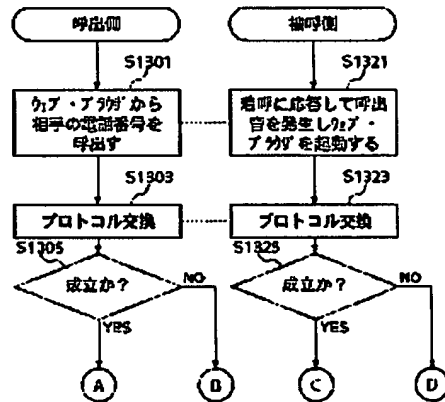 呼出側
被呼側
S1301
S1321
ウェブ・ブラウザから
相手の電話番号を
呼出す
着呼に応答して呼出
音を発生しウェブ・
ブラウザを起動する
S1303
S1323
プロトコル交換
プロトコル交換
S1305
S1325
成立か?
NO
成立か?
NO
YES
YES
A
B
C
D